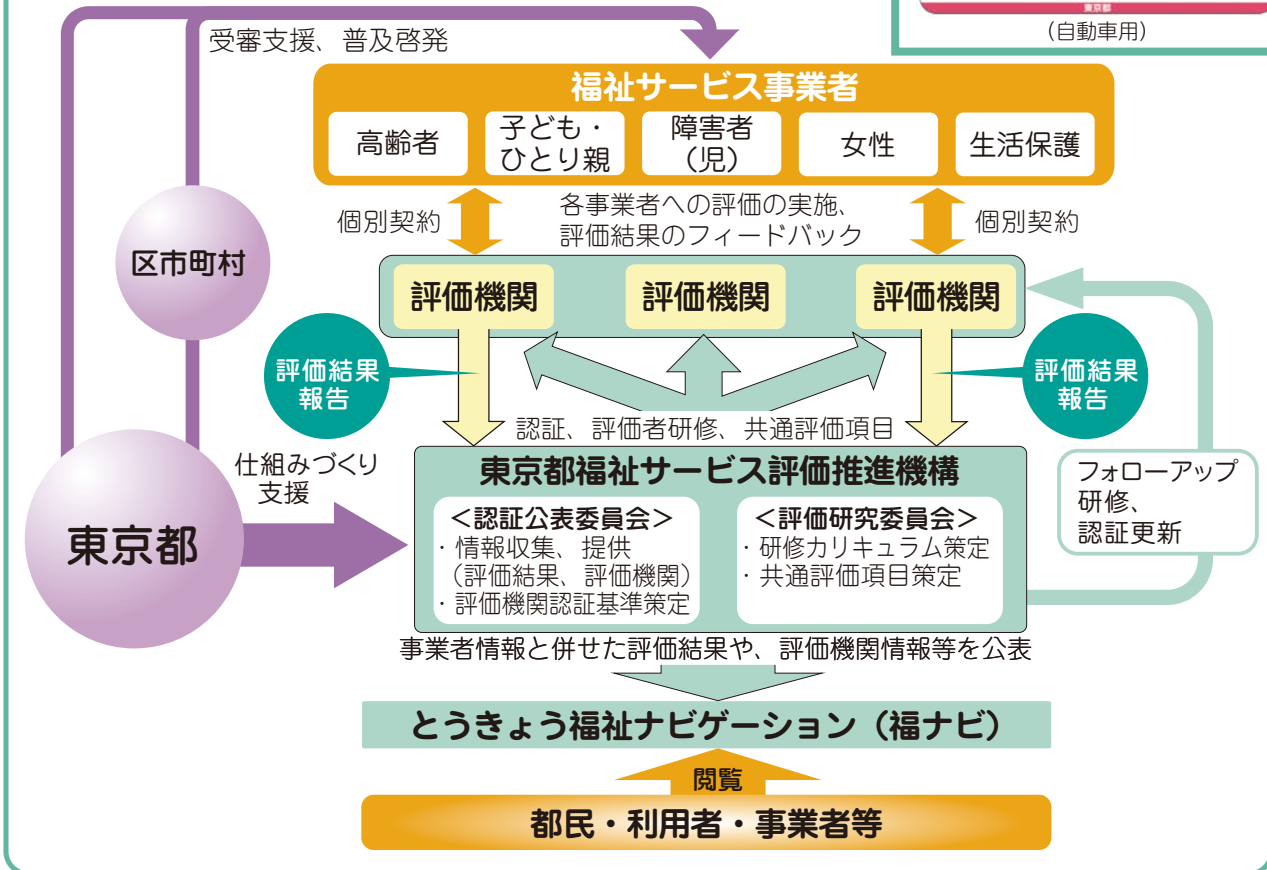 東京都
(自動車用)
受審支援、普及啓発
福祉サービス事業者
高齢者
子ども・
ひとり親
障害者
(児)
女性
生活保護
個別契約
各事業者への評価の実施、
評価結果のフィードバック
個別契約
区市町村
評価機関
評価機関
評価機関
評価結果
報告
評価結果
報告
認証、評価者研修、共通評価項目
東京都
仕組みづくり
支援
東京都福祉サービス評価推進機構
<認証公表委員会>
・情報収集、提供
(評価結果、評価機関)
・評価機関認証基準策定
<評価研究委員会>
・研修カリキュラム策定
・共通評価項目策定
フォローアップ
研修、
認証更新
事業者情報と併せた評価結果や、評価機関情報等を公表
とうきょう福祉ナビゲーション(福ナビ)
閲覧
都民・利用者・事業者等